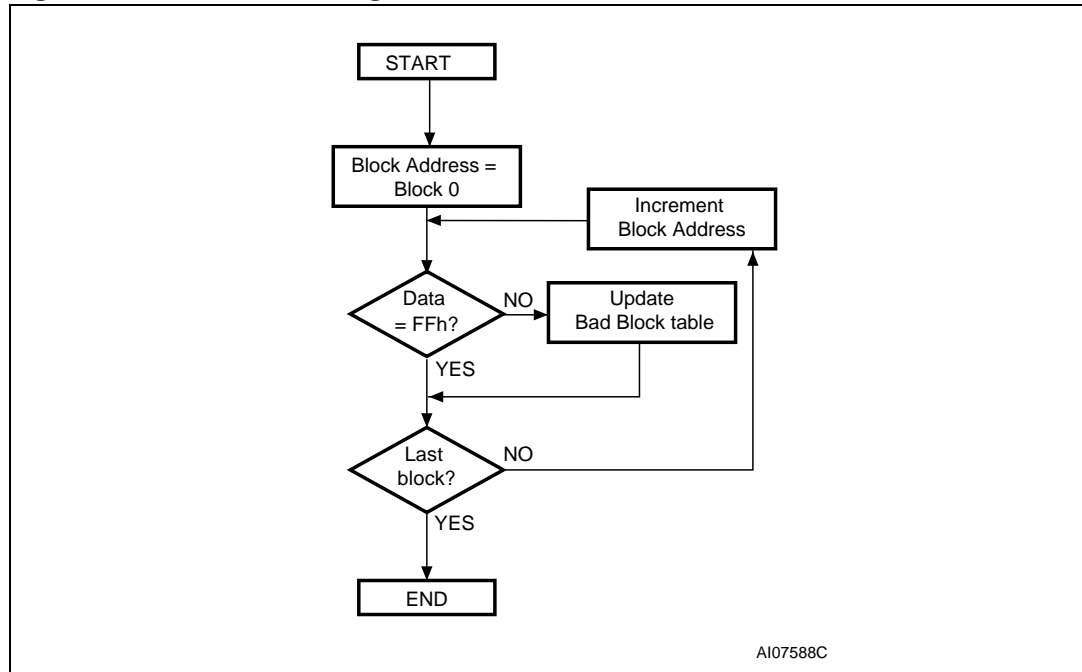 START
Block Address =
Block 0
Increment
Block Address
Data
= FFh?
NO
Update
Bad Block table
YES
Last
block?
NO
YES
END
AI07588C